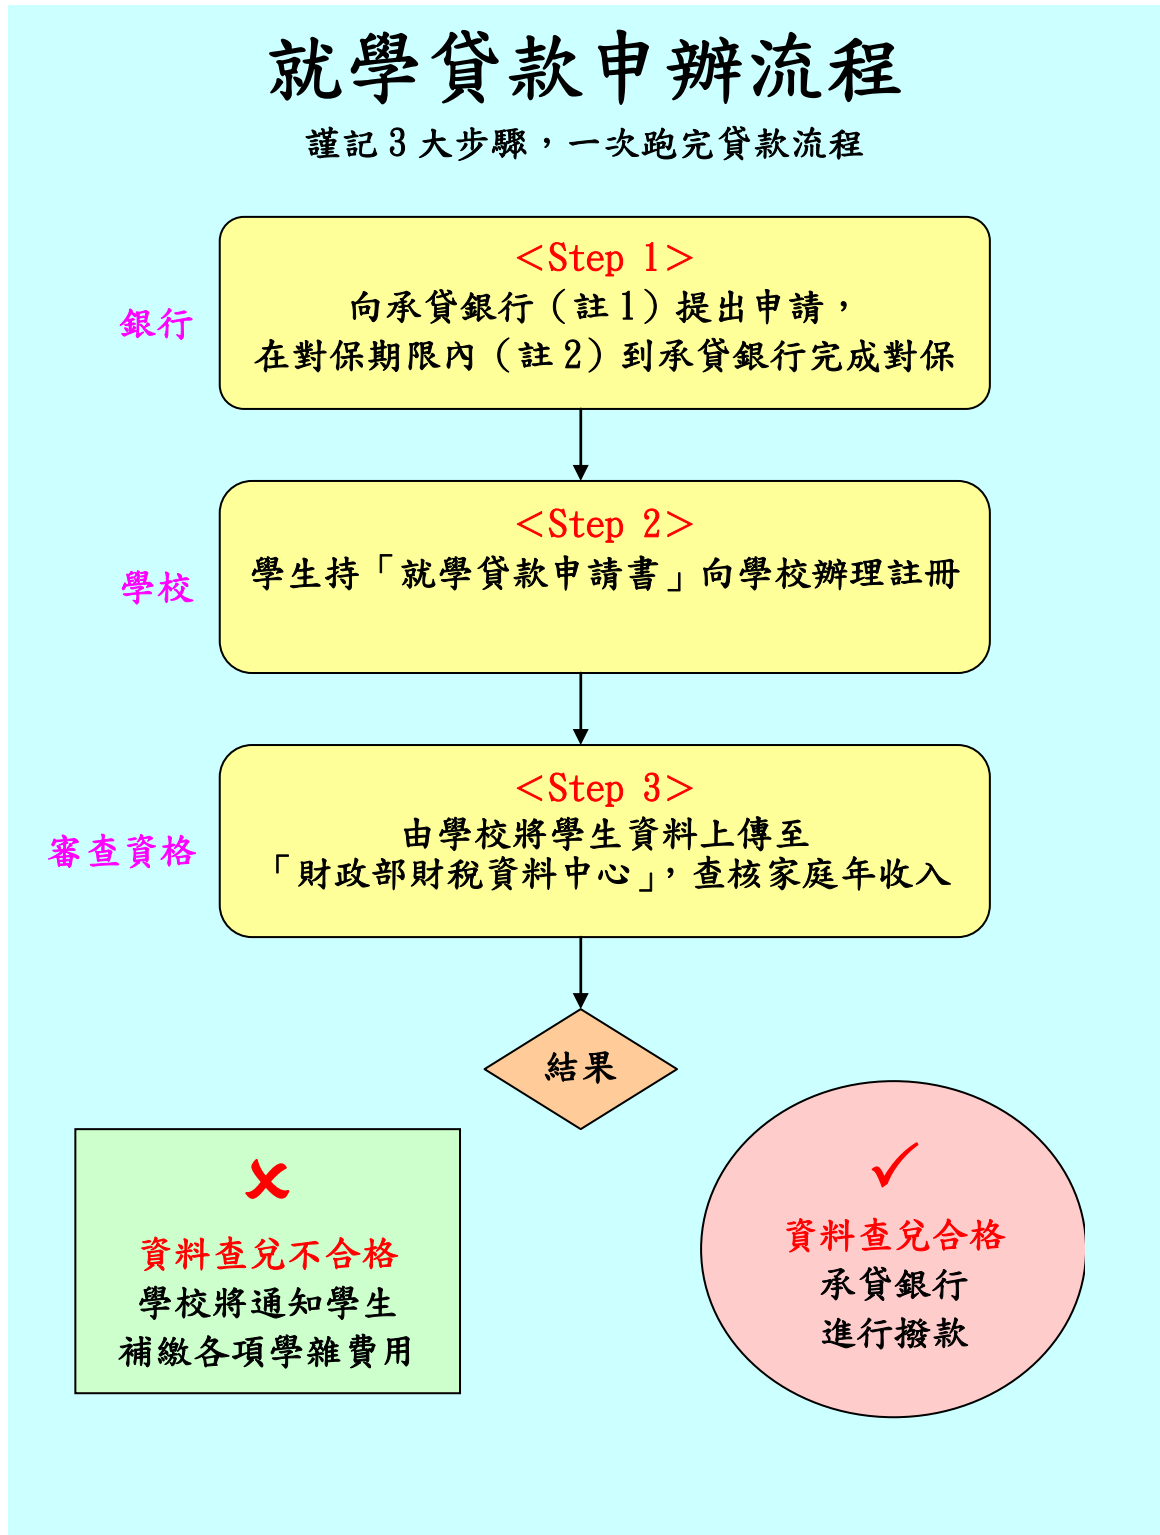 就學貸款申辦流程
謹記3大步驟，一次跑完貸款流程
<Step 1>
銀行
向承貸銀行（註1）提出申請，
在對保期限內（註2）到承貸銀行完成對保
<Step 2>
學校
學生持「就學貸款申請書」向學校辦理註冊
<Step 3>
審查資格
由學校將學生資料上傳至
「財政部財稅資料中心」，查核家庭年收入
結果
✘
資料查兌不合格
學校將通知學生
補繳各項學雜費用
✓
資料查兌合格
承貸銀行
進行撥款